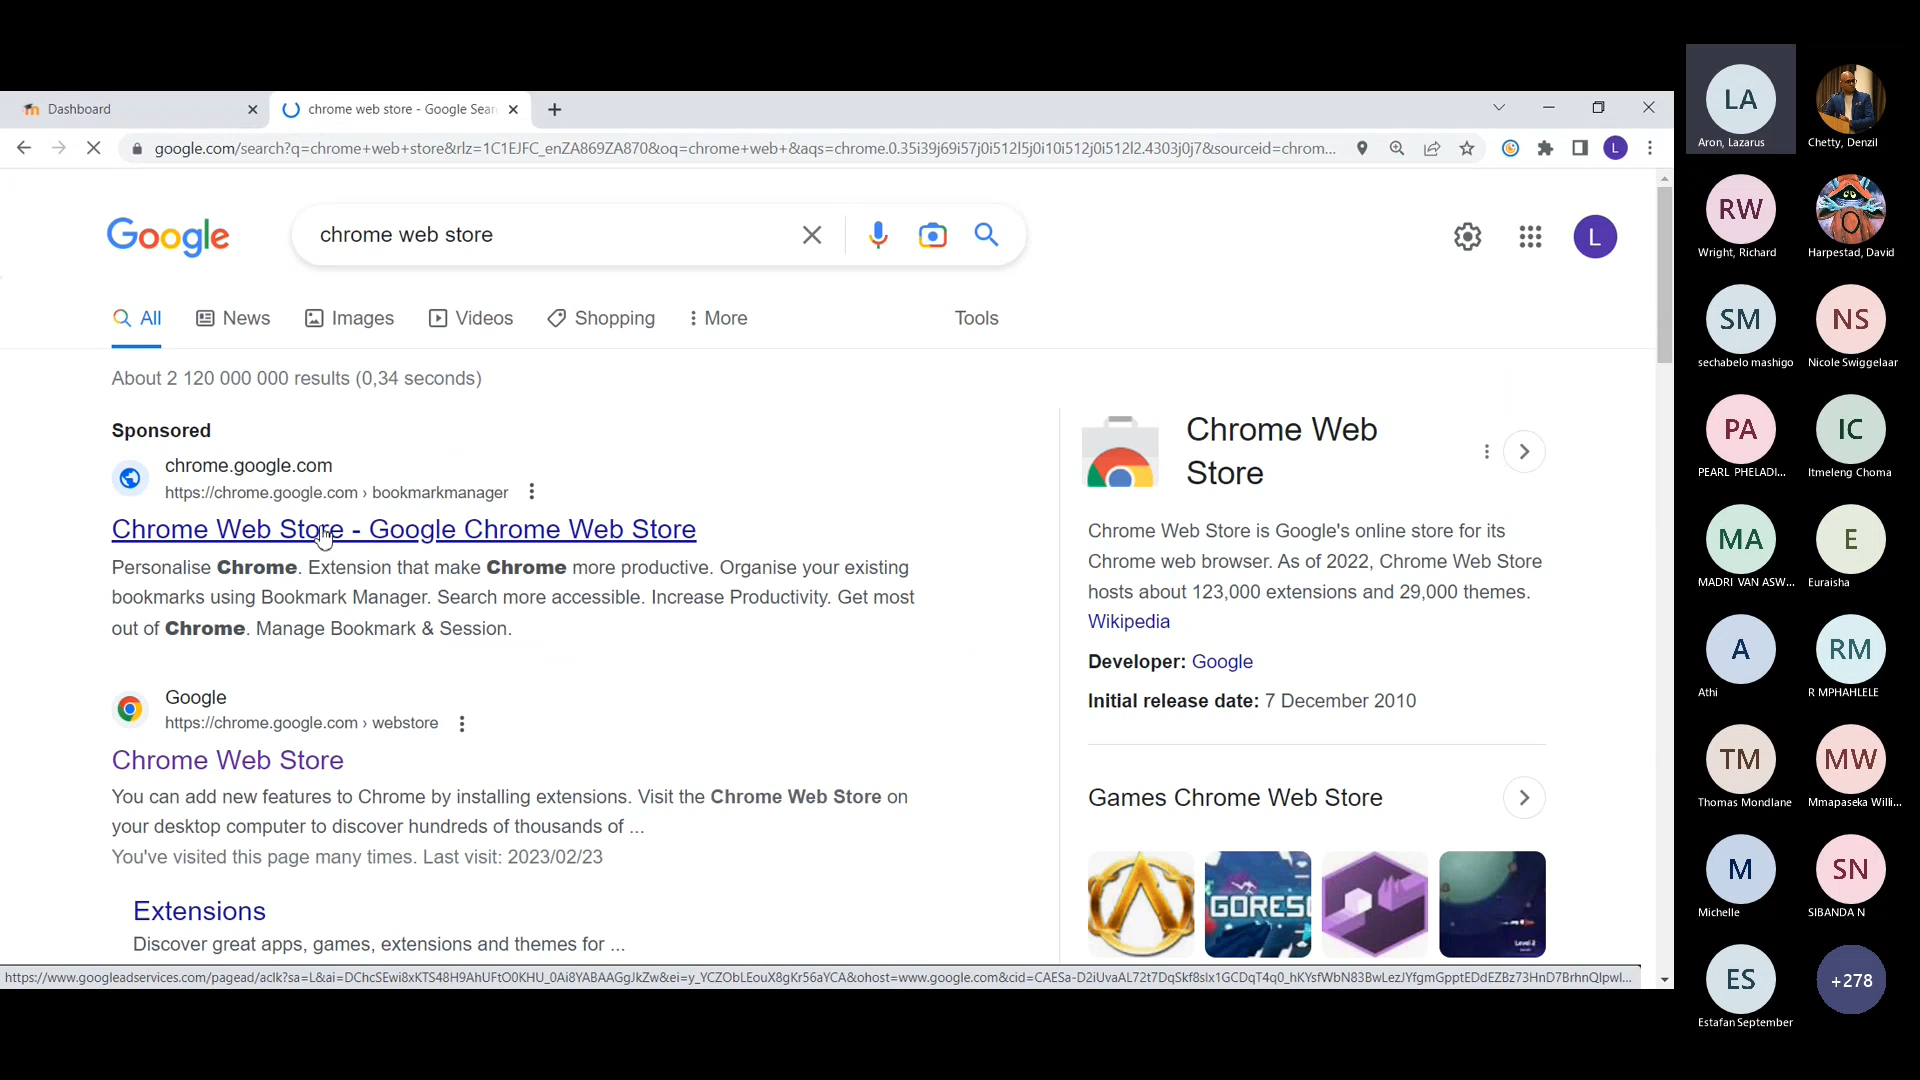 Dashboard
chrome web store - Google Sear
google.com/search?q=chrome+web+store&rlz=1C1EJFC_enZA869ZA870&oq=chrome+web+&aqs=chrome.0.35i39j69i57j0i512l5j0i10i512j0i512l2.4303j0j7&sourceid=chrom...
L
Google
chrome web store
L
All
News
Images
Videos
Shopping
More
Tools
About 2 120 000 000 results (0,34 seconds)
Sponsored
chrome.google.com
https://chrome.google.com › bookmarkmanager
Chrome Web Store - Google Chrome Web Store
Personalise Chrome. Extension that make Chrome more productive. Organise your existing
bookmarks using Bookmark Manager. Search more accessible. Increase Productivity. Get most
out of Chrome. Manage Bookmark & Session.
Google
https://chrome.google.com › webstore
Chrome Web Store
You can add new features to Chrome by installing extensions. Visit the Chrome Web Store on
your desktop computer to discover hundreds of thousands of ...
You've visited this page many times. Last visit: 2023/02/23
Extensions
Discover great apps, games, extensions and themes for ...
Chrome Web
Store
Chrome Web Store is Google's online store for its
Chrome web browser. As of 2022, Chrome Web Store
hosts about 123,000 extensions and 29,000 themes.
Wikipedia
Developer: Google
Initial release date: 7 December 2010
Games Chrome Web Store
GORES
Level 2
LA
Aron, Lazarus
Chetty, Denzil
RW
Wright, Richard
Harpestad, David
SM
sechabelo mashigo
NS
Nicole Swiggelaar
PA
PEARL PHELADI...
IC
Itmeleng Choma
MA
MADRI VAN ASW...
E
Euraisha
A
Athi
RM
R MPHAHLELE
TM
Thomas Mondlane
MW
Mmapaseka Willi...
M
Michelle
SN
SIBANDA N
ES
Estafan September
+278